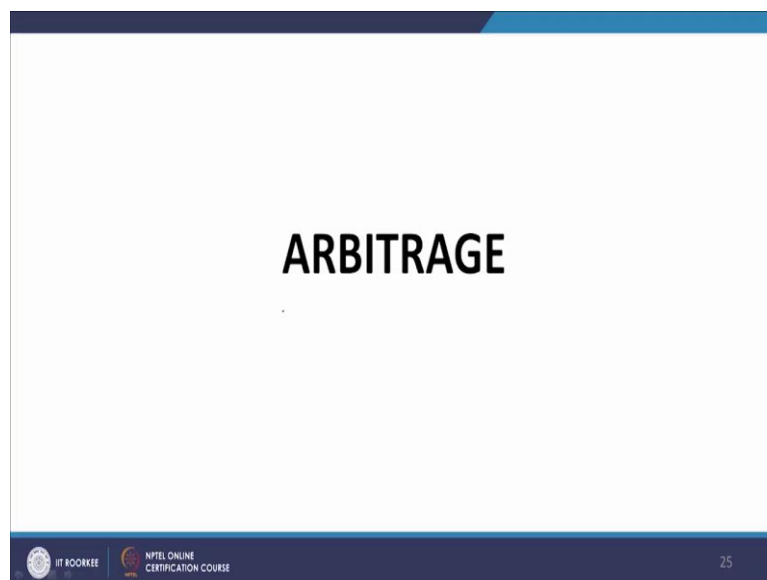 ARBITRAGE
IIT ROORKEE
NPTEL ONLINE
CERTIFICATION COURSE
25